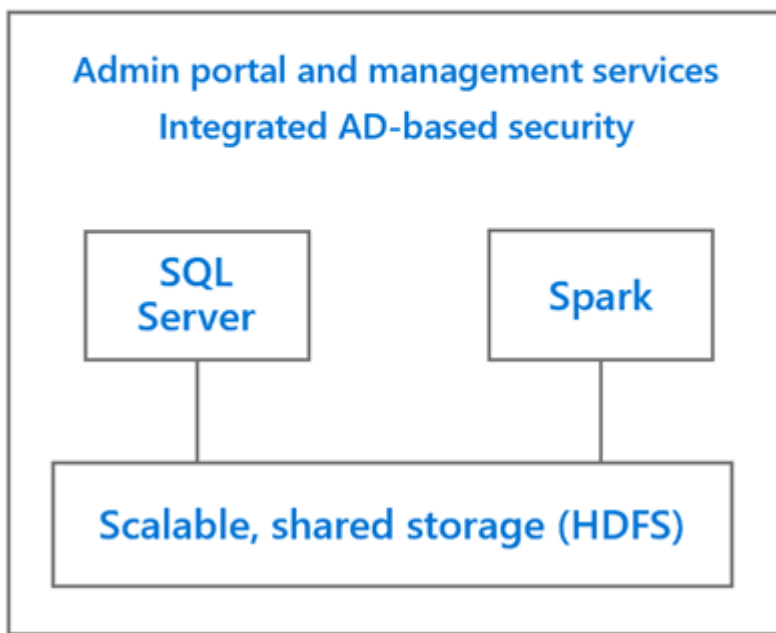 Admin portal and management services
Integrated AD-based security
SQL
Server
Spark
Scalable, shared storage (HDFS)